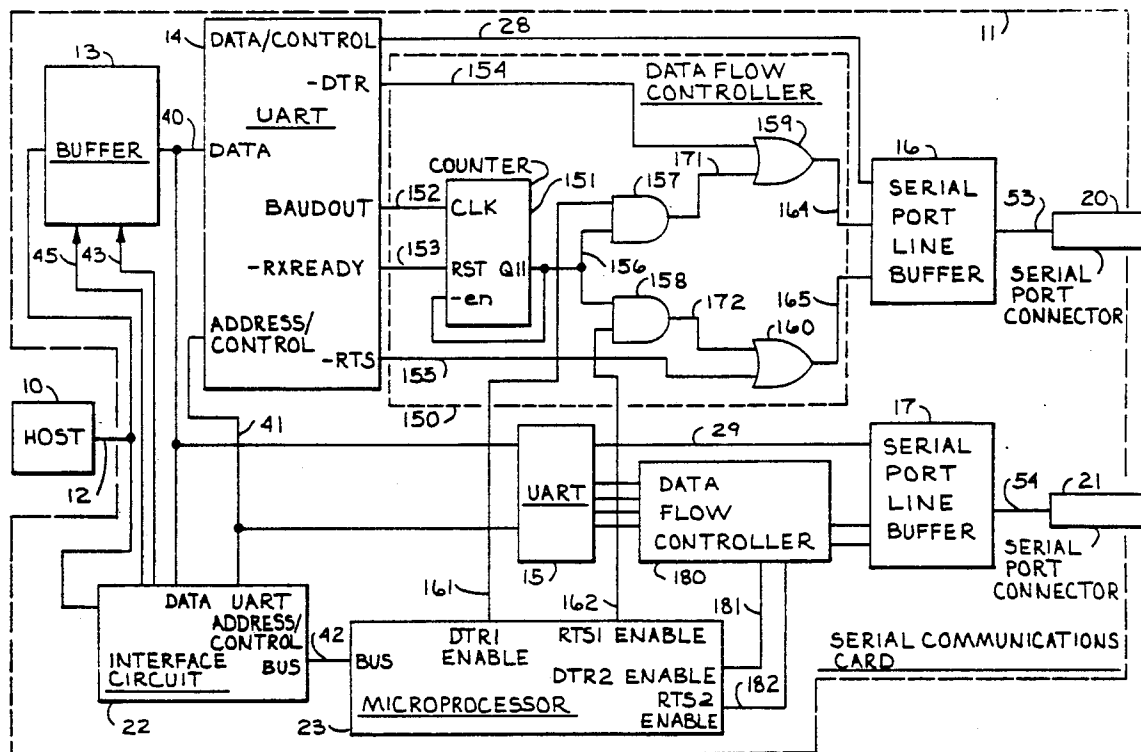 11
14
DATA/CONTROL
28
13
-DTR
154
DATA FLOW
CONTROLLER
UART
159
40
BUFFER
DATA
COUNTER
171
16
157
151
BAUDOUT
152
CLK
SERIAL
PORT
LINE
BUFFER
164
53
20
45
43
-RXREADY
153
RST Q11
156
158
-en
172
165
SERIAL
PORT
CONNECTOR
ADDRESS/
CONTROL
160
-RTS
155
150
10
HOST
12
41
17
29
SERIAL
PORT
LINE
BUFFER
UART
DATA
FLOW
CONTROLLER
54
21
15
180
SERIAL
PORT
CONNECTOR
161
162
181
DATA UART
ADDRESS/
CONTROL
BUS
42
INTERFACE
CIRCUIT
22
BUS
DTR1
ENABLE
RTS1 ENABLE
DTR2 ENABLE
RTS2
ENABLE
182
MICROPROCESSOR
23
SERIAL COMMUNICATIONS
CARD